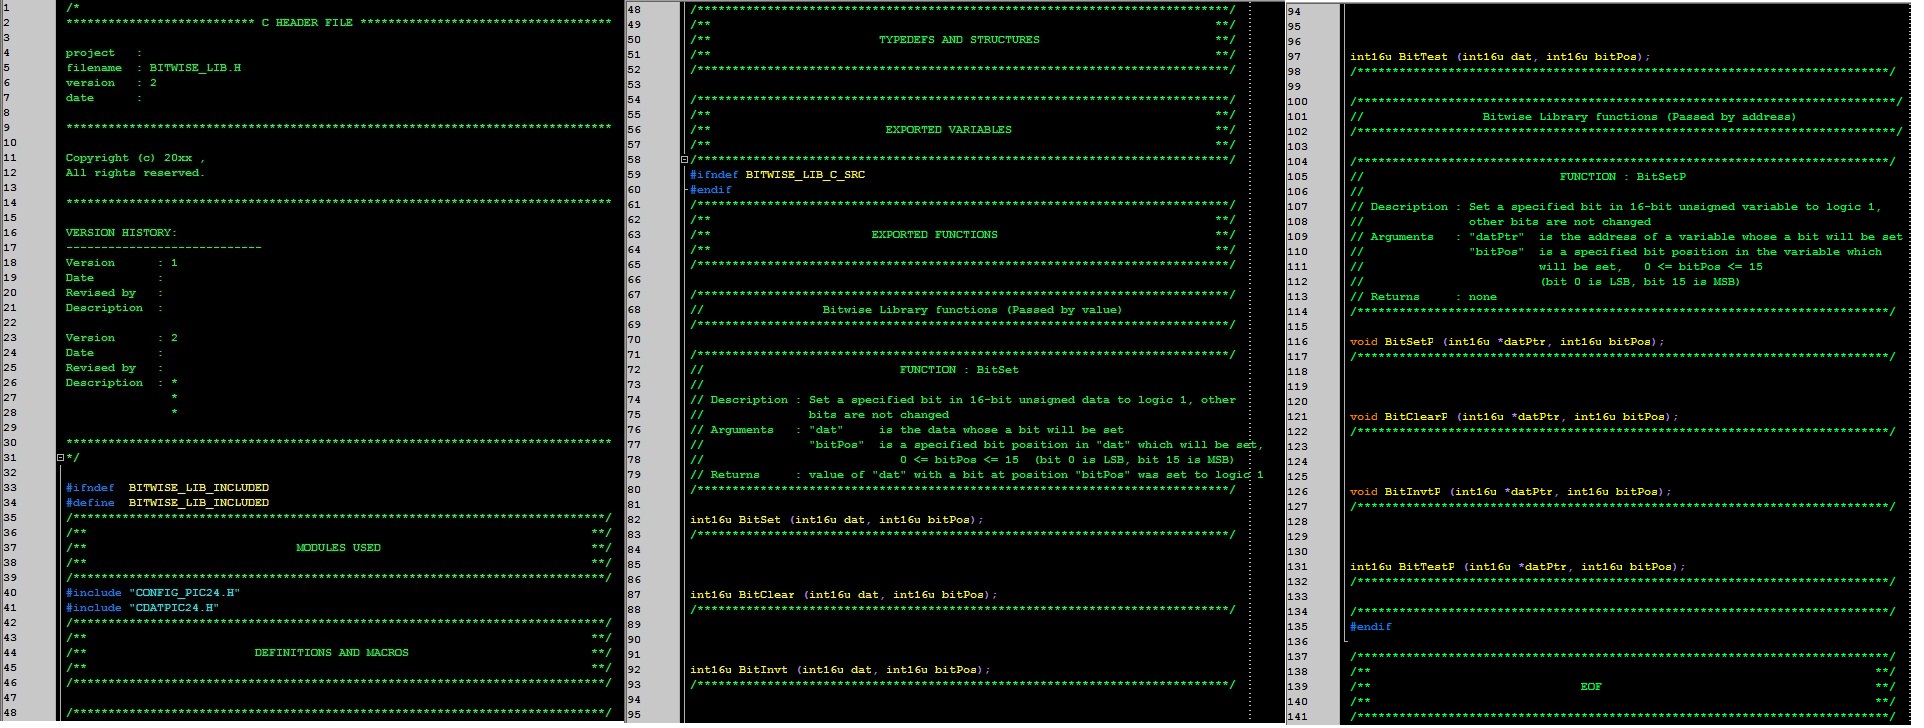 1 /*
2 *************************** C HEADER FILE ************************************
3
4 project   :
5 filename  : BITWISE_LIB.H
6 version   : 2
7 date      :
8
9 ******************************************************************************
10
11 Copyright (c) 20xx ,
12 All rights reserved.
13
14 ******************************************************************************
15
16 VERSION HISTORY:
17 ----------------------------
18 Version      : 1
19 Date         :
20 Revised by   :
21 Description  :
22
23 Version      : 2
24 Date         :
25 Revised by   :
26 Description  : *
27                *
28                *
29
30 ******************************************************************************
31 */
32
33 #ifndef  BITWISE_LIB_INCLUDED
34 #define  BITWISE_LIB_INCLUDED
35 /****************************************************************************/
36 /** **/
37 /** MODULES USED **/
38 /** **/
39 /****************************************************************************/
40 #include "CONFIG_PIC24.H"
41 #include "CDATPIC24.H"
42 /****************************************************************************/
43 /** **/
44 /** DEFINITIONS AND MACROS **/
45 /** **/
46 /****************************************************************************/
47
48 /****************************************************************************/
48 /****************************************************************************/
49 /** **/
50 /** TYPEDEFS AND STRUCTURES **/
51 /** **/
52 /****************************************************************************/
53
54 /****************************************************************************/
55 /** **/
56 /** EXPORTED VARIABLES **/
57 /** **/
58 /****************************************************************************/
59 #ifndef BITWISE_LIB_C_SRC
60 #endif
61 /****************************************************************************/
62 /** **/
63 /** EXPORTED FUNCTIONS **/
64 /** **/
65 /****************************************************************************/
66
67 /****************************************************************************/
68 // Bitwise Library functions (Passed by value)
69 /****************************************************************************/
70
71 /****************************************************************************/
72 // FUNCTION : BitSet
73 //
74 // Description : Set a specified bit in 16-bit unsigned data to logic 1, other
75 // bits are not changed
76 // Arguments   : "dat"     is the data whose a bit will be set
77 // "bitPos"  is a specified bit position in "dat" which will be set,
78 // 0 <= bitPos <= 15  (bit 0 is LSB, bit 15 is MSB)
79 // Returns     : value of "dat" with a bit at position "bitPos" was set to logic 1
80 /****************************************************************************/
81
82 int16u BitSet (int16u dat, int16u bitPos);
83 /****************************************************************************/
84
85
86
87 int16u BitClear (int16u dat, int16u bitPos);
88 /****************************************************************************/
89
90
91
92 int16u BitInvt (int16u dat, int16u bitPos);
93 /****************************************************************************/
94
95
94
95
96
97 int16u BitTest (int16u dat, int16u bitPos);
98 /****************************************************************************/
99
100 /*****************************************************************************/
101 // Bitwise Library functions (Passed by address)
102 /*****************************************************************************/
103
104 /****************************************************************************/
105 // FUNCTION : BitSetP
106 //
107 // Description : Set a specified bit in 16-bit unsigned variable to logic 1,
108 // other bits are not changed
109 // Arguments   : "datPtr"  is the address of a variable whose a bit will be set
110 // "bitPos"  is a specified bit position in the variable which
111 // will be set,   0 <= bitPos <= 15
112 // (bit 0 is LSB, bit 15 is MSB)
113 // Returns     : none
114 /****************************************************************************/
115
116 void BitSetP (int16u *datPtr, int16u bitPos);
117 /****************************************************************************/
118
119
120
121 void BitClearP (int16u *datPtr, int16u bitPos);
122 /****************************************************************************/
123
124
125
126 void BitInvtP (int16u *datPtr, int16u bitPos);
127 /****************************************************************************/
128
129
130
131 int16u BitTestP (int16u *datPtr, int16u bitPos);
132 /****************************************************************************/
133
134 /****************************************************************************/
135 #endif
136
137 /****************************************************************************/
138 /** **/
139 /** EOF **/
140 /** **/
141 /****************************************************************************/